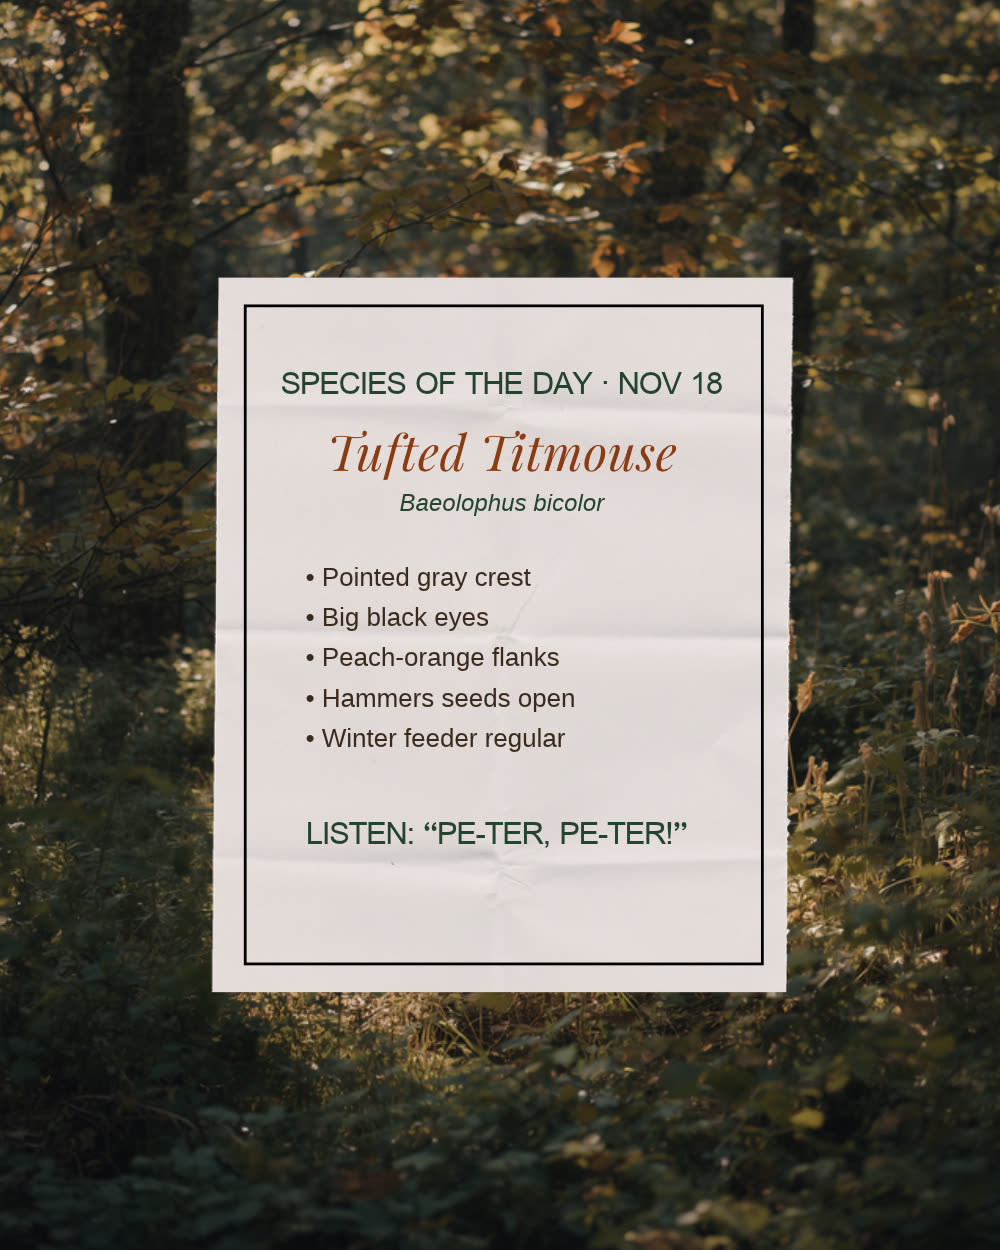 SPECIES OF THE DAY · NOV 18
Tufted Titmouse
Baeolophus bicolor
• Pointed gray crest
• Big black eyes
• Peach-orange flanks
• Hammers seeds open
• Winter feeder regular
LISTEN: “PE-TER, PE-TER!”